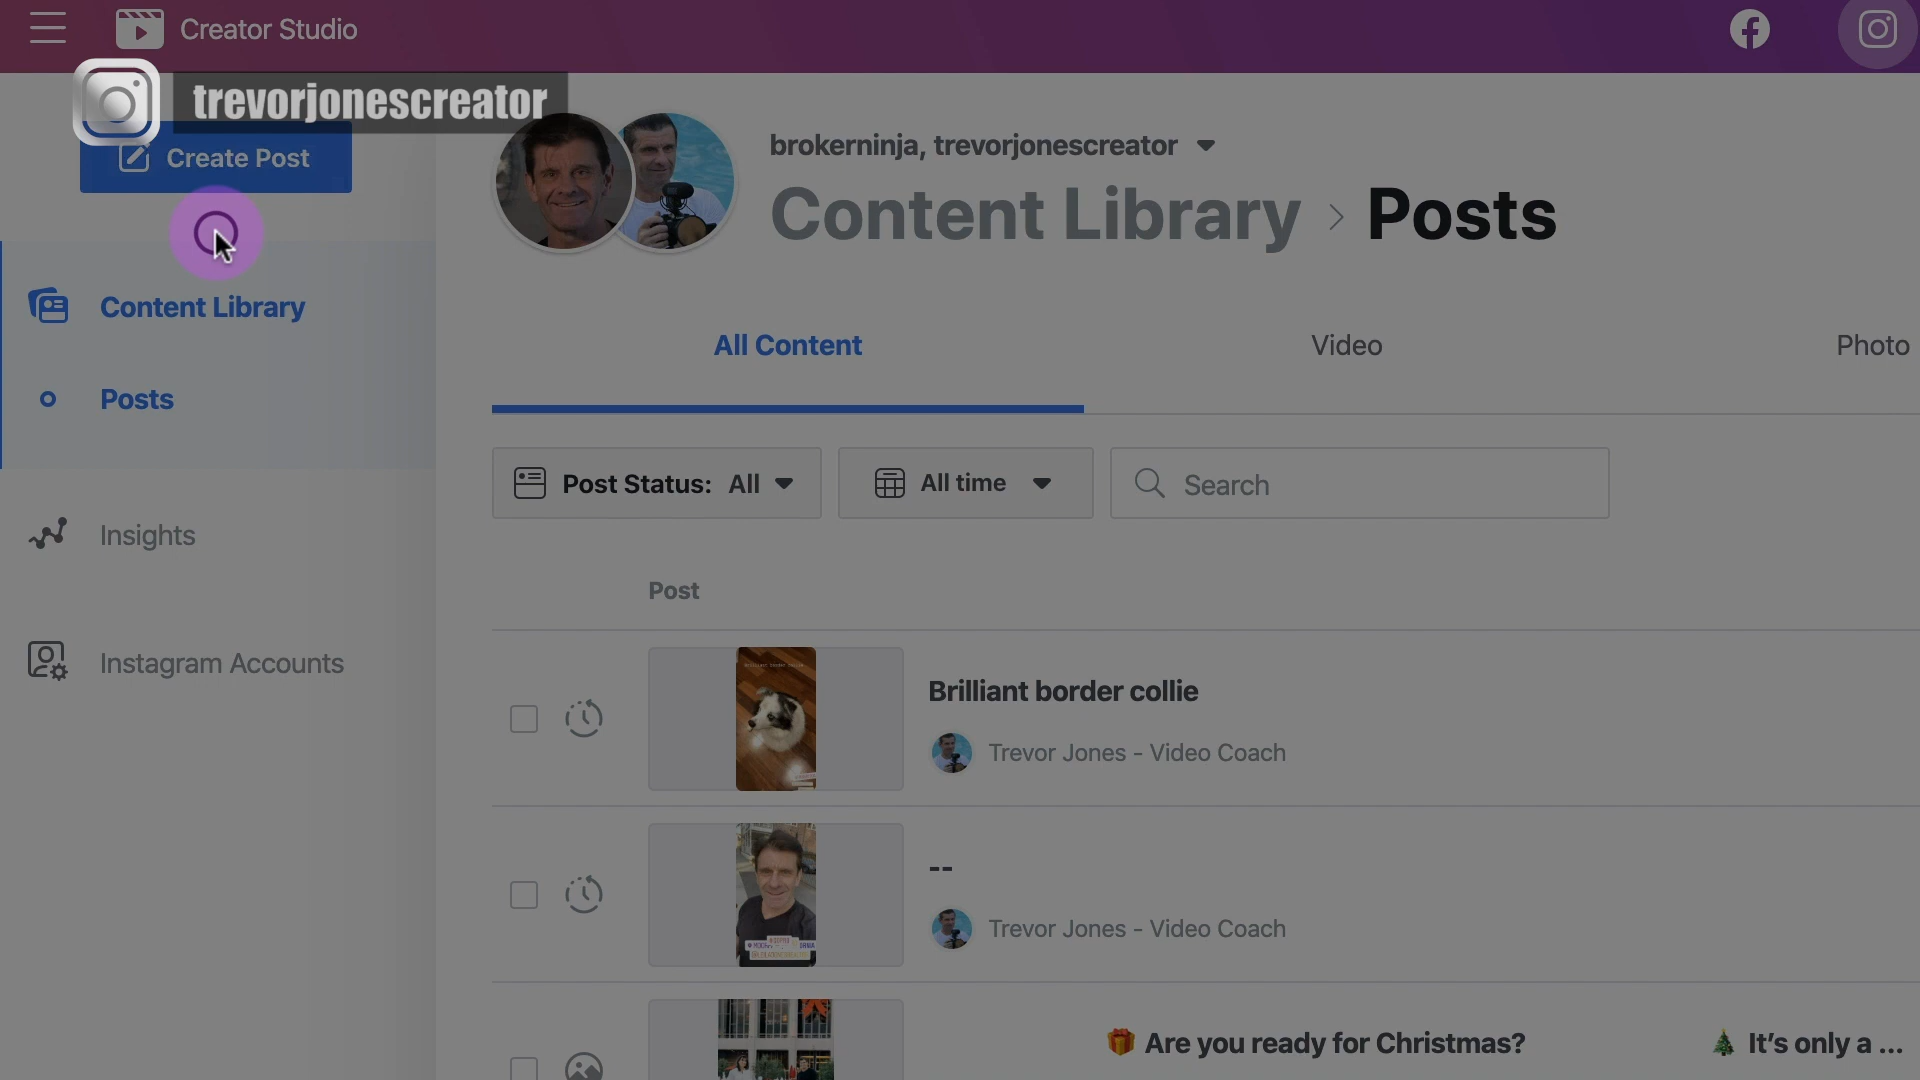 Creator Studio
trevorjonescreator
Create Post
brokerninja, trevorjonescreator
Content Library > Posts
Content Library
Posts
Insights
Instagram Accounts
All Content
Video
Photo
Post Status: All
All time
Search
Post
Brilliant border collie
Trevor Jones - Video Coach
--
Trevor Jones - Video Coach
🎁 Are you ready for Christmas?
🎄 It's only a ...